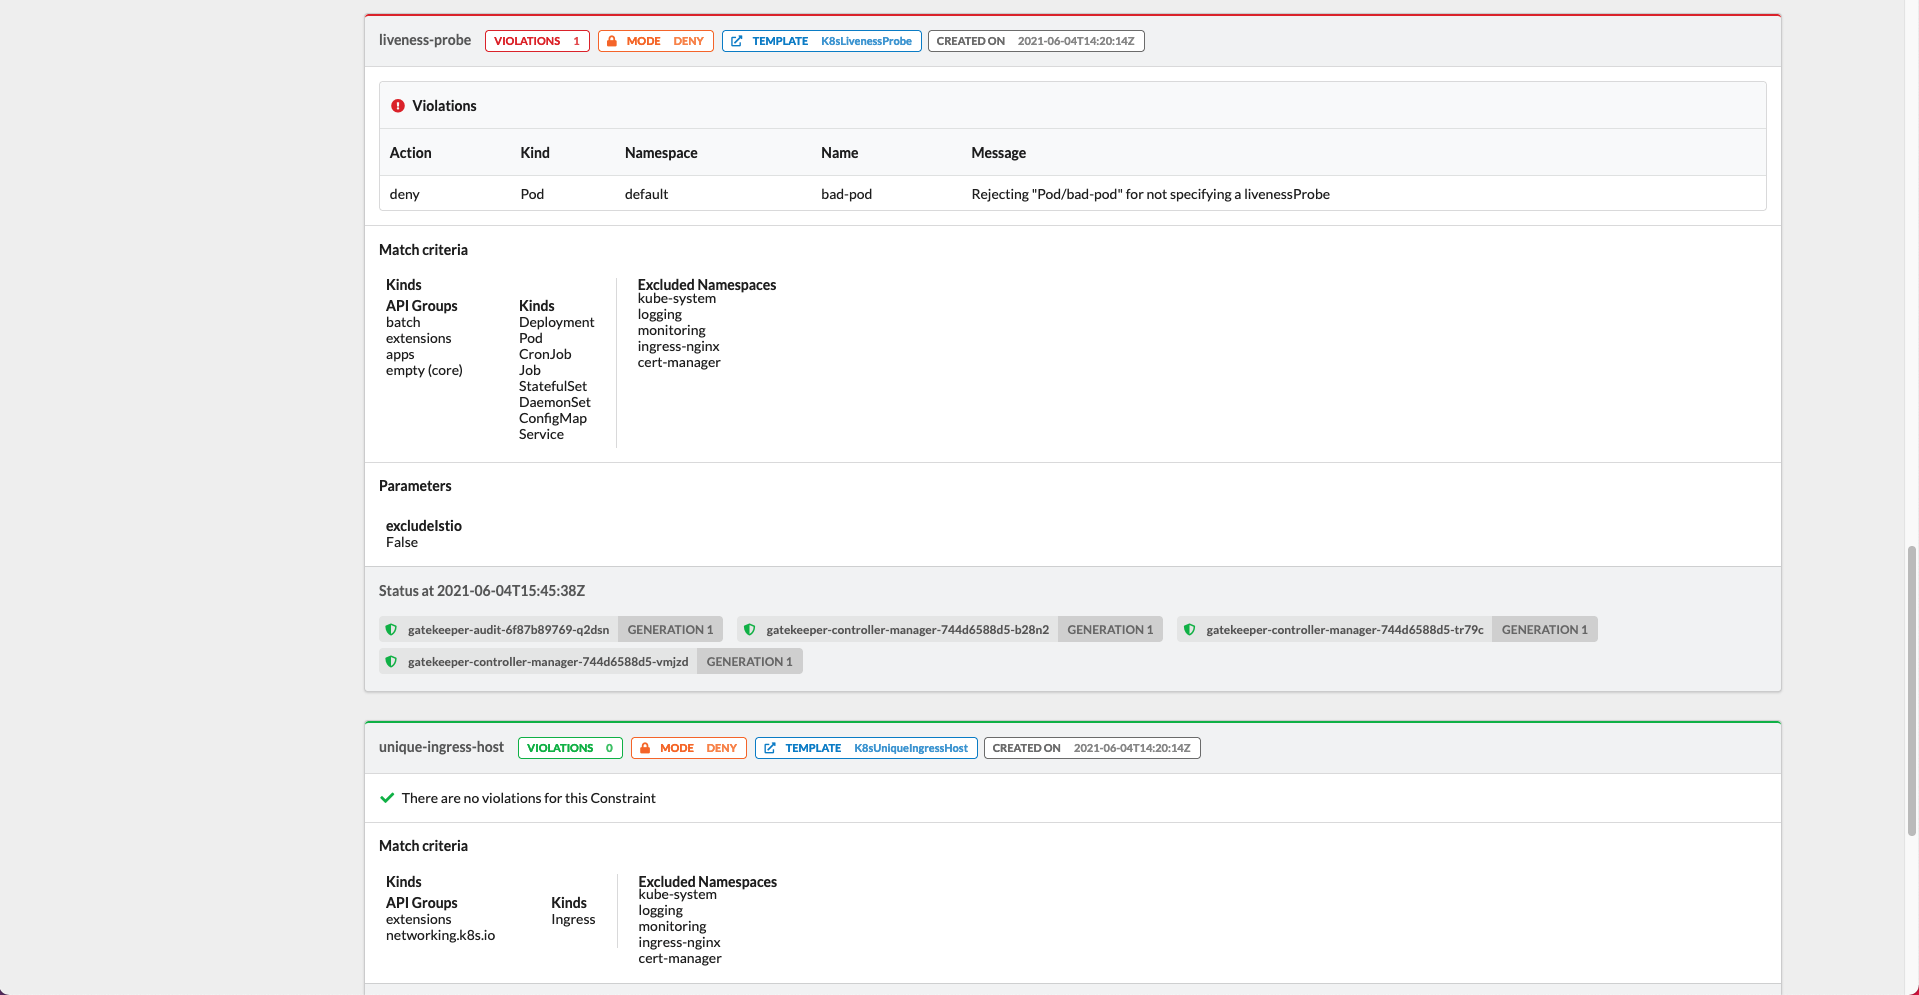 liveness-probe VIOLATIONS 1 MODE DENY TEMPLATE K8sLivenessProbe CREATED ON 2021-06-04T14:20:14Z
Violations
Action Kind Namespace Name Message
deny Pod default bad-pod Rejecting "Pod/bad-pod" for not specifying a livenessProbe
Match criteria
Kinds
API Groups
batch
extensions
apps
empty (core)
Kinds
Deployment
Pod
CronJob
Job
StatefulSet
DaemonSet
ConfigMap
Service
Excluded Namespaces
kube-system
logging
monitoring
ingress-nginx
cert-manager
Parameters
excludeIstio
False
Status at 2021-06-04T15:45:38Z
gatekeeper-audit-6f87b89769-q2dsn GENERATION 1 gatekeeper-controller-manager-744d6588d5-b28n2 GENERATION 1 gatekeeper-controller-manager-744d6588d5-tr79c GENERATION 1
gatekeeper-controller-manager-744d6588d5-vmjzd GENERATION 1
unique-ingress-host VIOLATIONS 0 MODE DENY TEMPLATE K8sUniqueIngressHost CREATED ON 2021-06-04T14:20:14Z
There are no violations for this Constraint
Match criteria
Kinds
API Groups
extensions
networking.k8s.io
Kinds
Ingress
Excluded Namespaces
kube-system
logging
monitoring
ingress-nginx
cert-manager